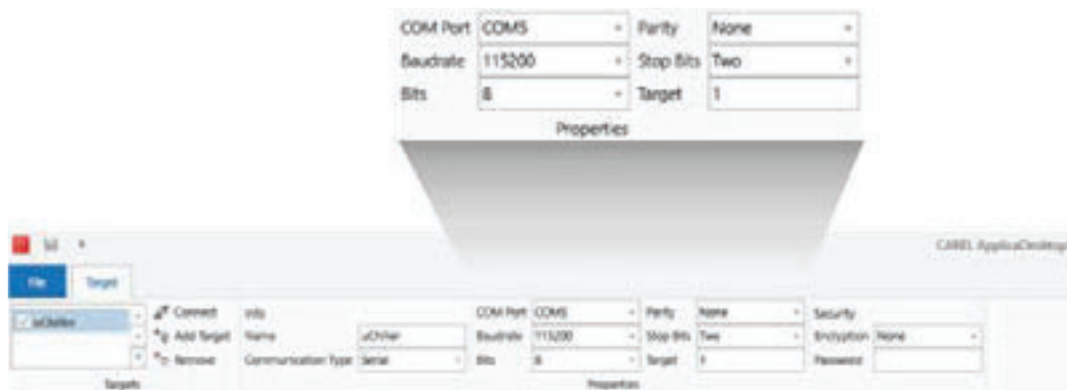 COM Port COM5 Parity None
Baudrate 115200 Stop Bits Two
Bits 8 Target 1
Properties
CAREL ApplicaDesktop
File Target
uChiller Connect Info COM Port COM5 Parity None Security
Add Target Name uChiller Baudrate 115200 Stop Bits Two Encryption None
Remove Communication Type Serial Bits 8 Target 1 Password
Targets Properties